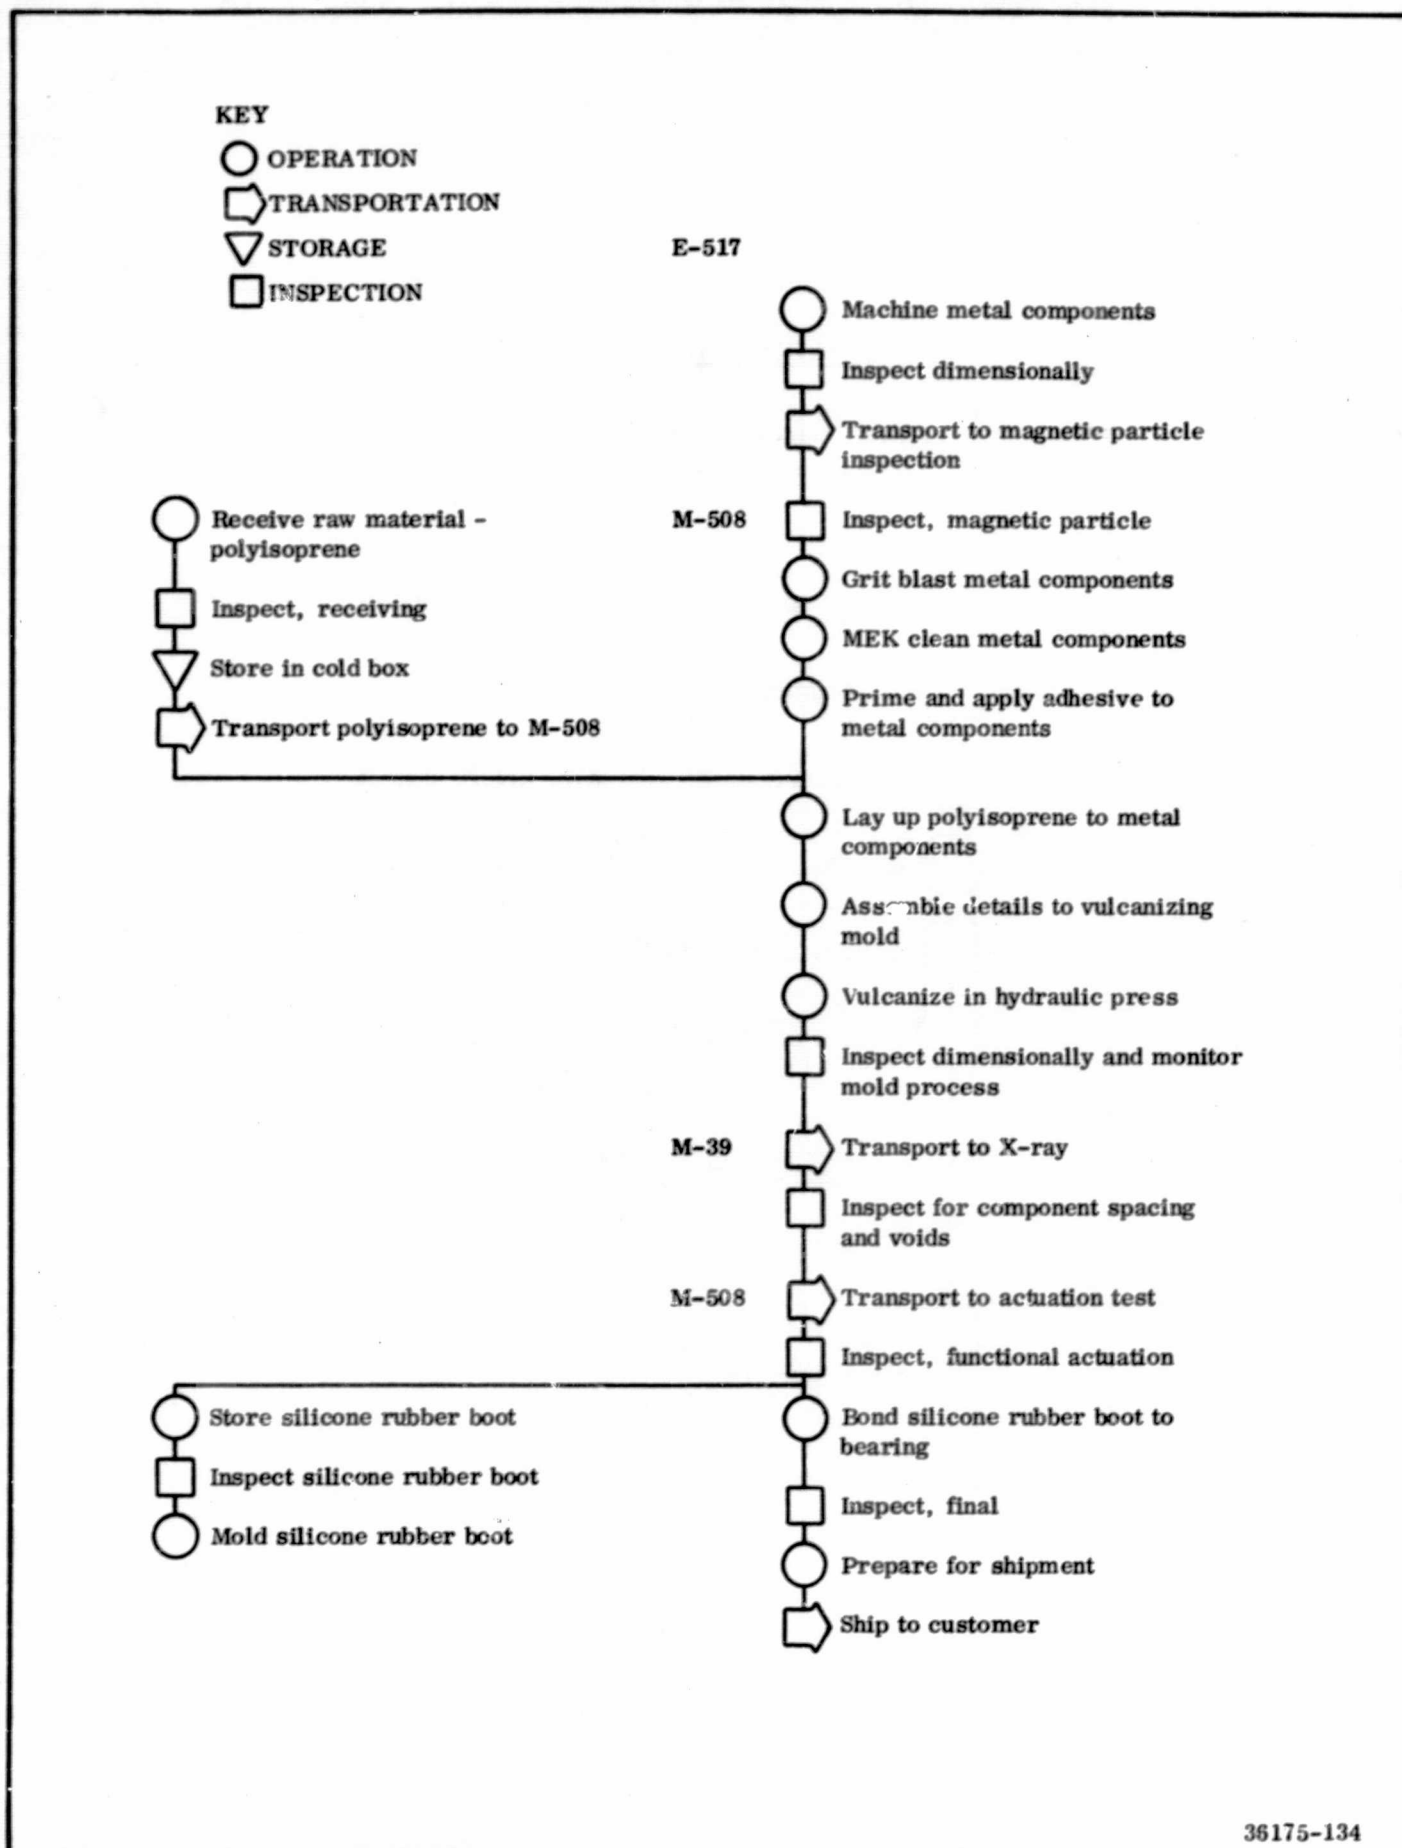 KEY
OPERATION
TRANSPORTATION
STORAGE
INSPECTION
E-517
Machine metal components
Inspect dimensionally
Transport to magnetic particle
inspection
Receive raw material -
polyisoprene
Inspect, receiving
Store in cold box
Transport polyisoprene to M-508
M-508
Inspect, magnetic particle
Grit blast metal components
MEK clean metal components
Prime and apply adhesive to
metal components
Lay up polyisoprene to metal
components
details to vulcanizing
mold
Vulcanize in hydraulic press
Inspect dimensionally and monitor
mold process
M-39
Transport to X-ray
Inspect for component spacing
and voids
M-508
Transport to actuation test
Inspect, functional actuation
Store silicone rubber boot
Inspect silicone rubber boot
Mold silicone rubber boot
Bond silicone rubber boot to
bearing
Inspect, final
Prepare for shipment
Ship to customer
36175-134